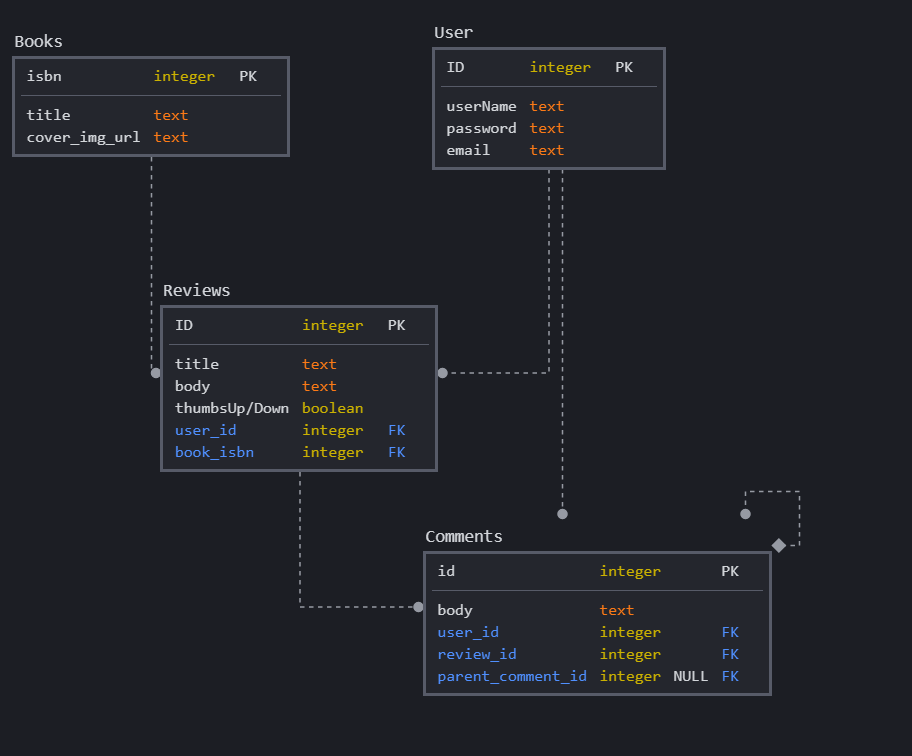 Books
isbn integer PK
title text
cover_img_url text
User
ID integer PK
userName text
password text
email text
Reviews
ID integer PK
title text
body text
thumbsUp/Down boolean
user_id integer FK
book_isbn integer FK
Comments
id integer PK
body text
user_id integer FK
review_id integer FK
parent_comment_id integer NULL FK